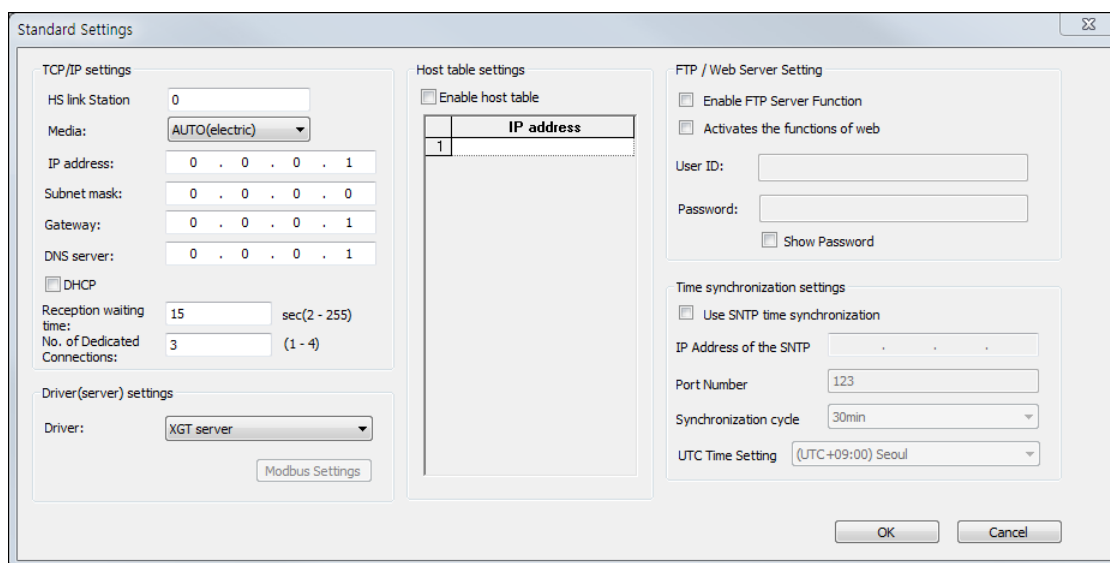 Standard Settings
TCP/IP settings
HS link Station 0
Media: AUTO(electric)
IP address: 0 . 0 . 0 . 1
Subnet mask: 0 . 0 . 0 . 0
Gateway: 0 . 0 . 0 . 1
DNS server: 0 . 0 . 0 . 1
DHCP
Reception waiting
time: 15 sec(2 - 255)
No. of Dedicated
Connections: 3 (1 - 4)
Driver(server) settings
Driver: XGT server
Modbus Settings
Host table settings
Enable host table
IP address
1
FTP / Web Server Setting
Enable FTP Server Function
Activates the functions of web
User ID:
Password:
Show Password
Time synchronization settings
Use SNTP time synchronization
IP Address of the SNTP . . .
Port Number 123
Synchronization cycle 30min
UTC Time Setting (UTC+09:00) Seoul
OK Cancel